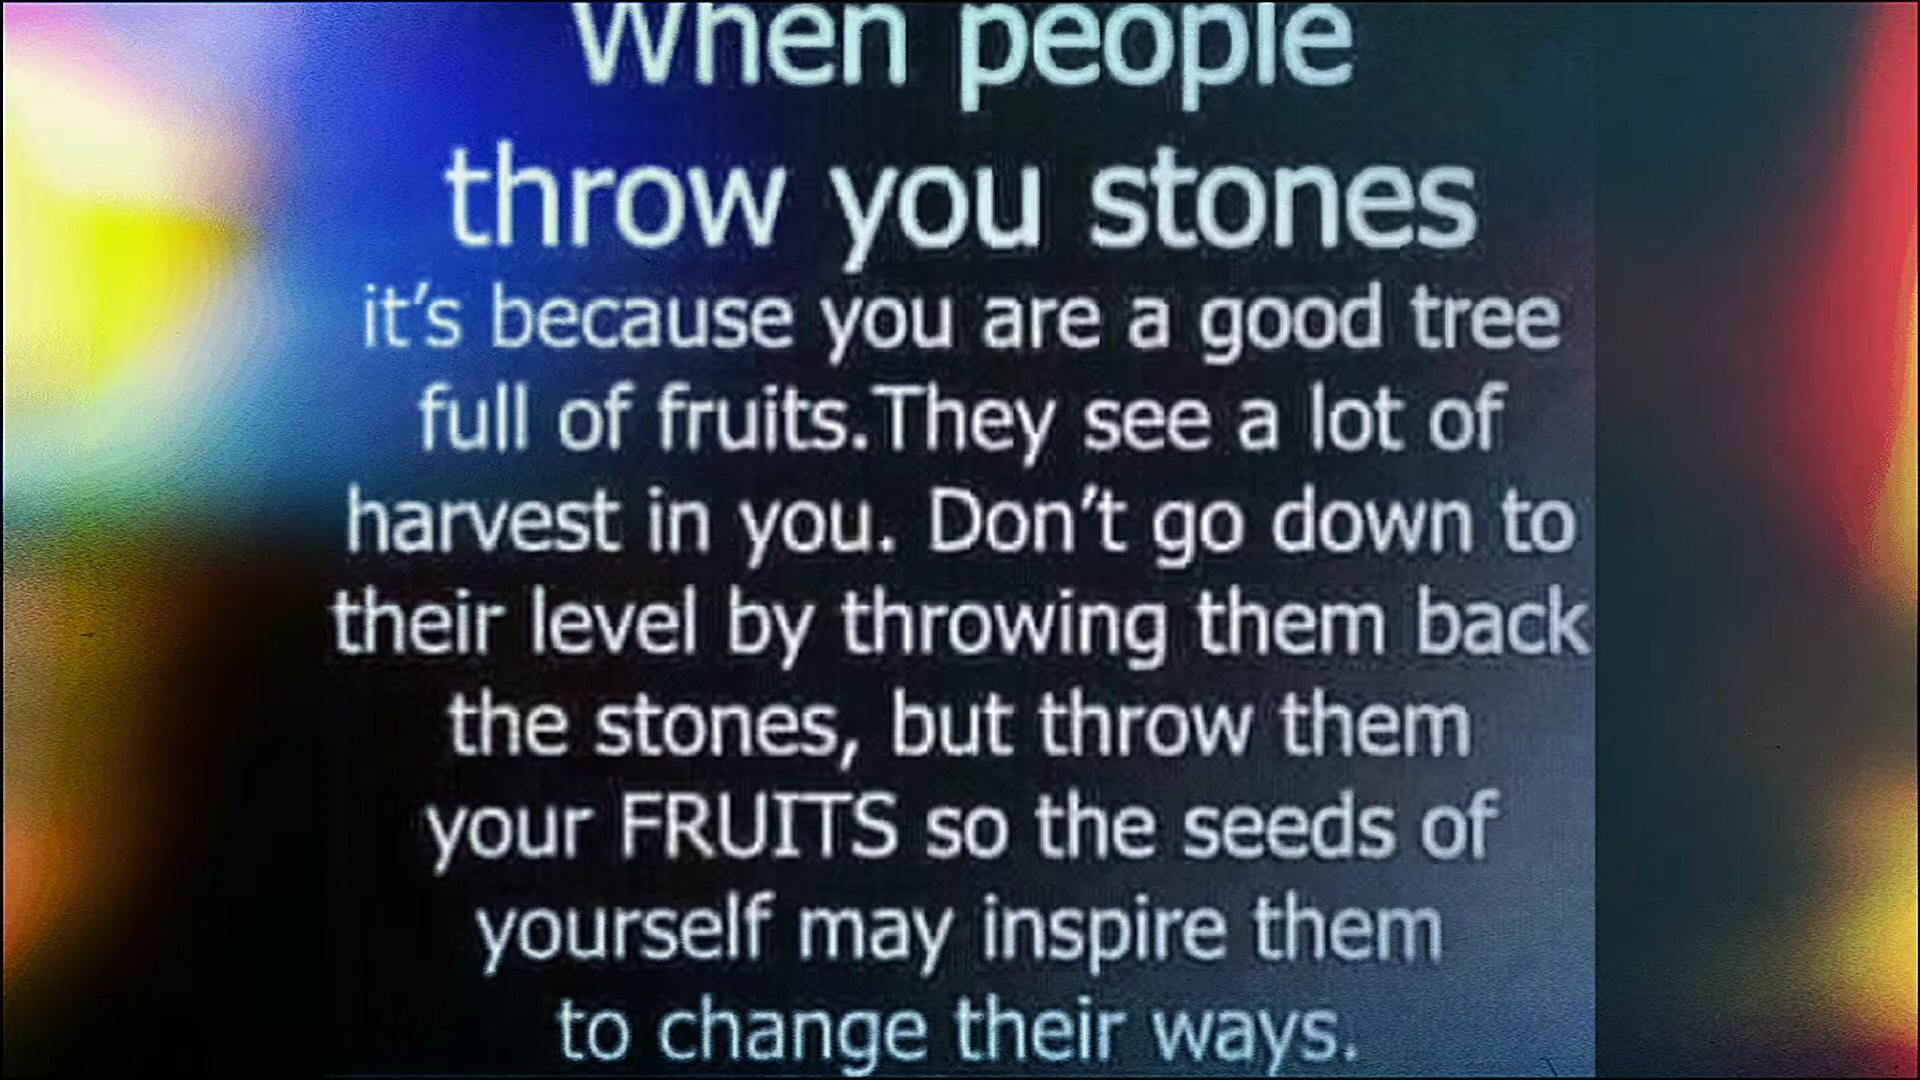 When people
throw you stones
it's because you are a good tree
full of fruits.They see a lot of
harvest in you. Don't go down to
their level by throwing them back
the stones, but throw them
your FRUITS so the seeds of
yourself may inspire them
to change their ways.